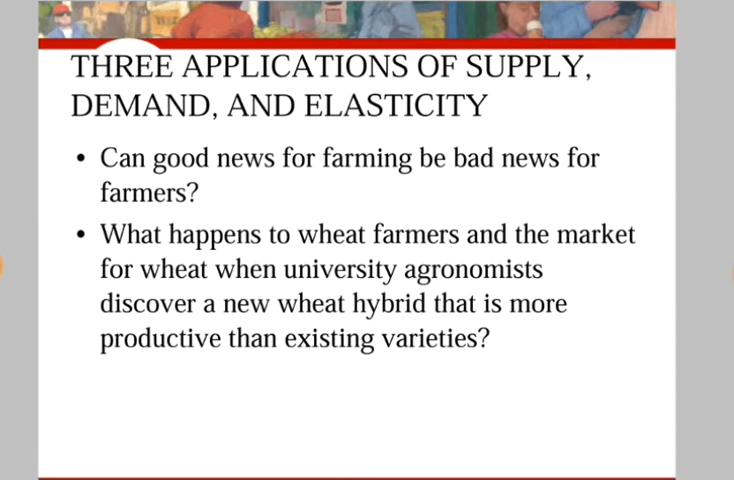 THREE APPLICATIONS OF SUPPLY,
DEMAND, AND ELASTICITY
• Can good news for farming be bad news for
farmers?
• What happens to wheat farmers and the market
for wheat when university agronomists
discover a new wheat hybrid that is more
productive than existing varieties?